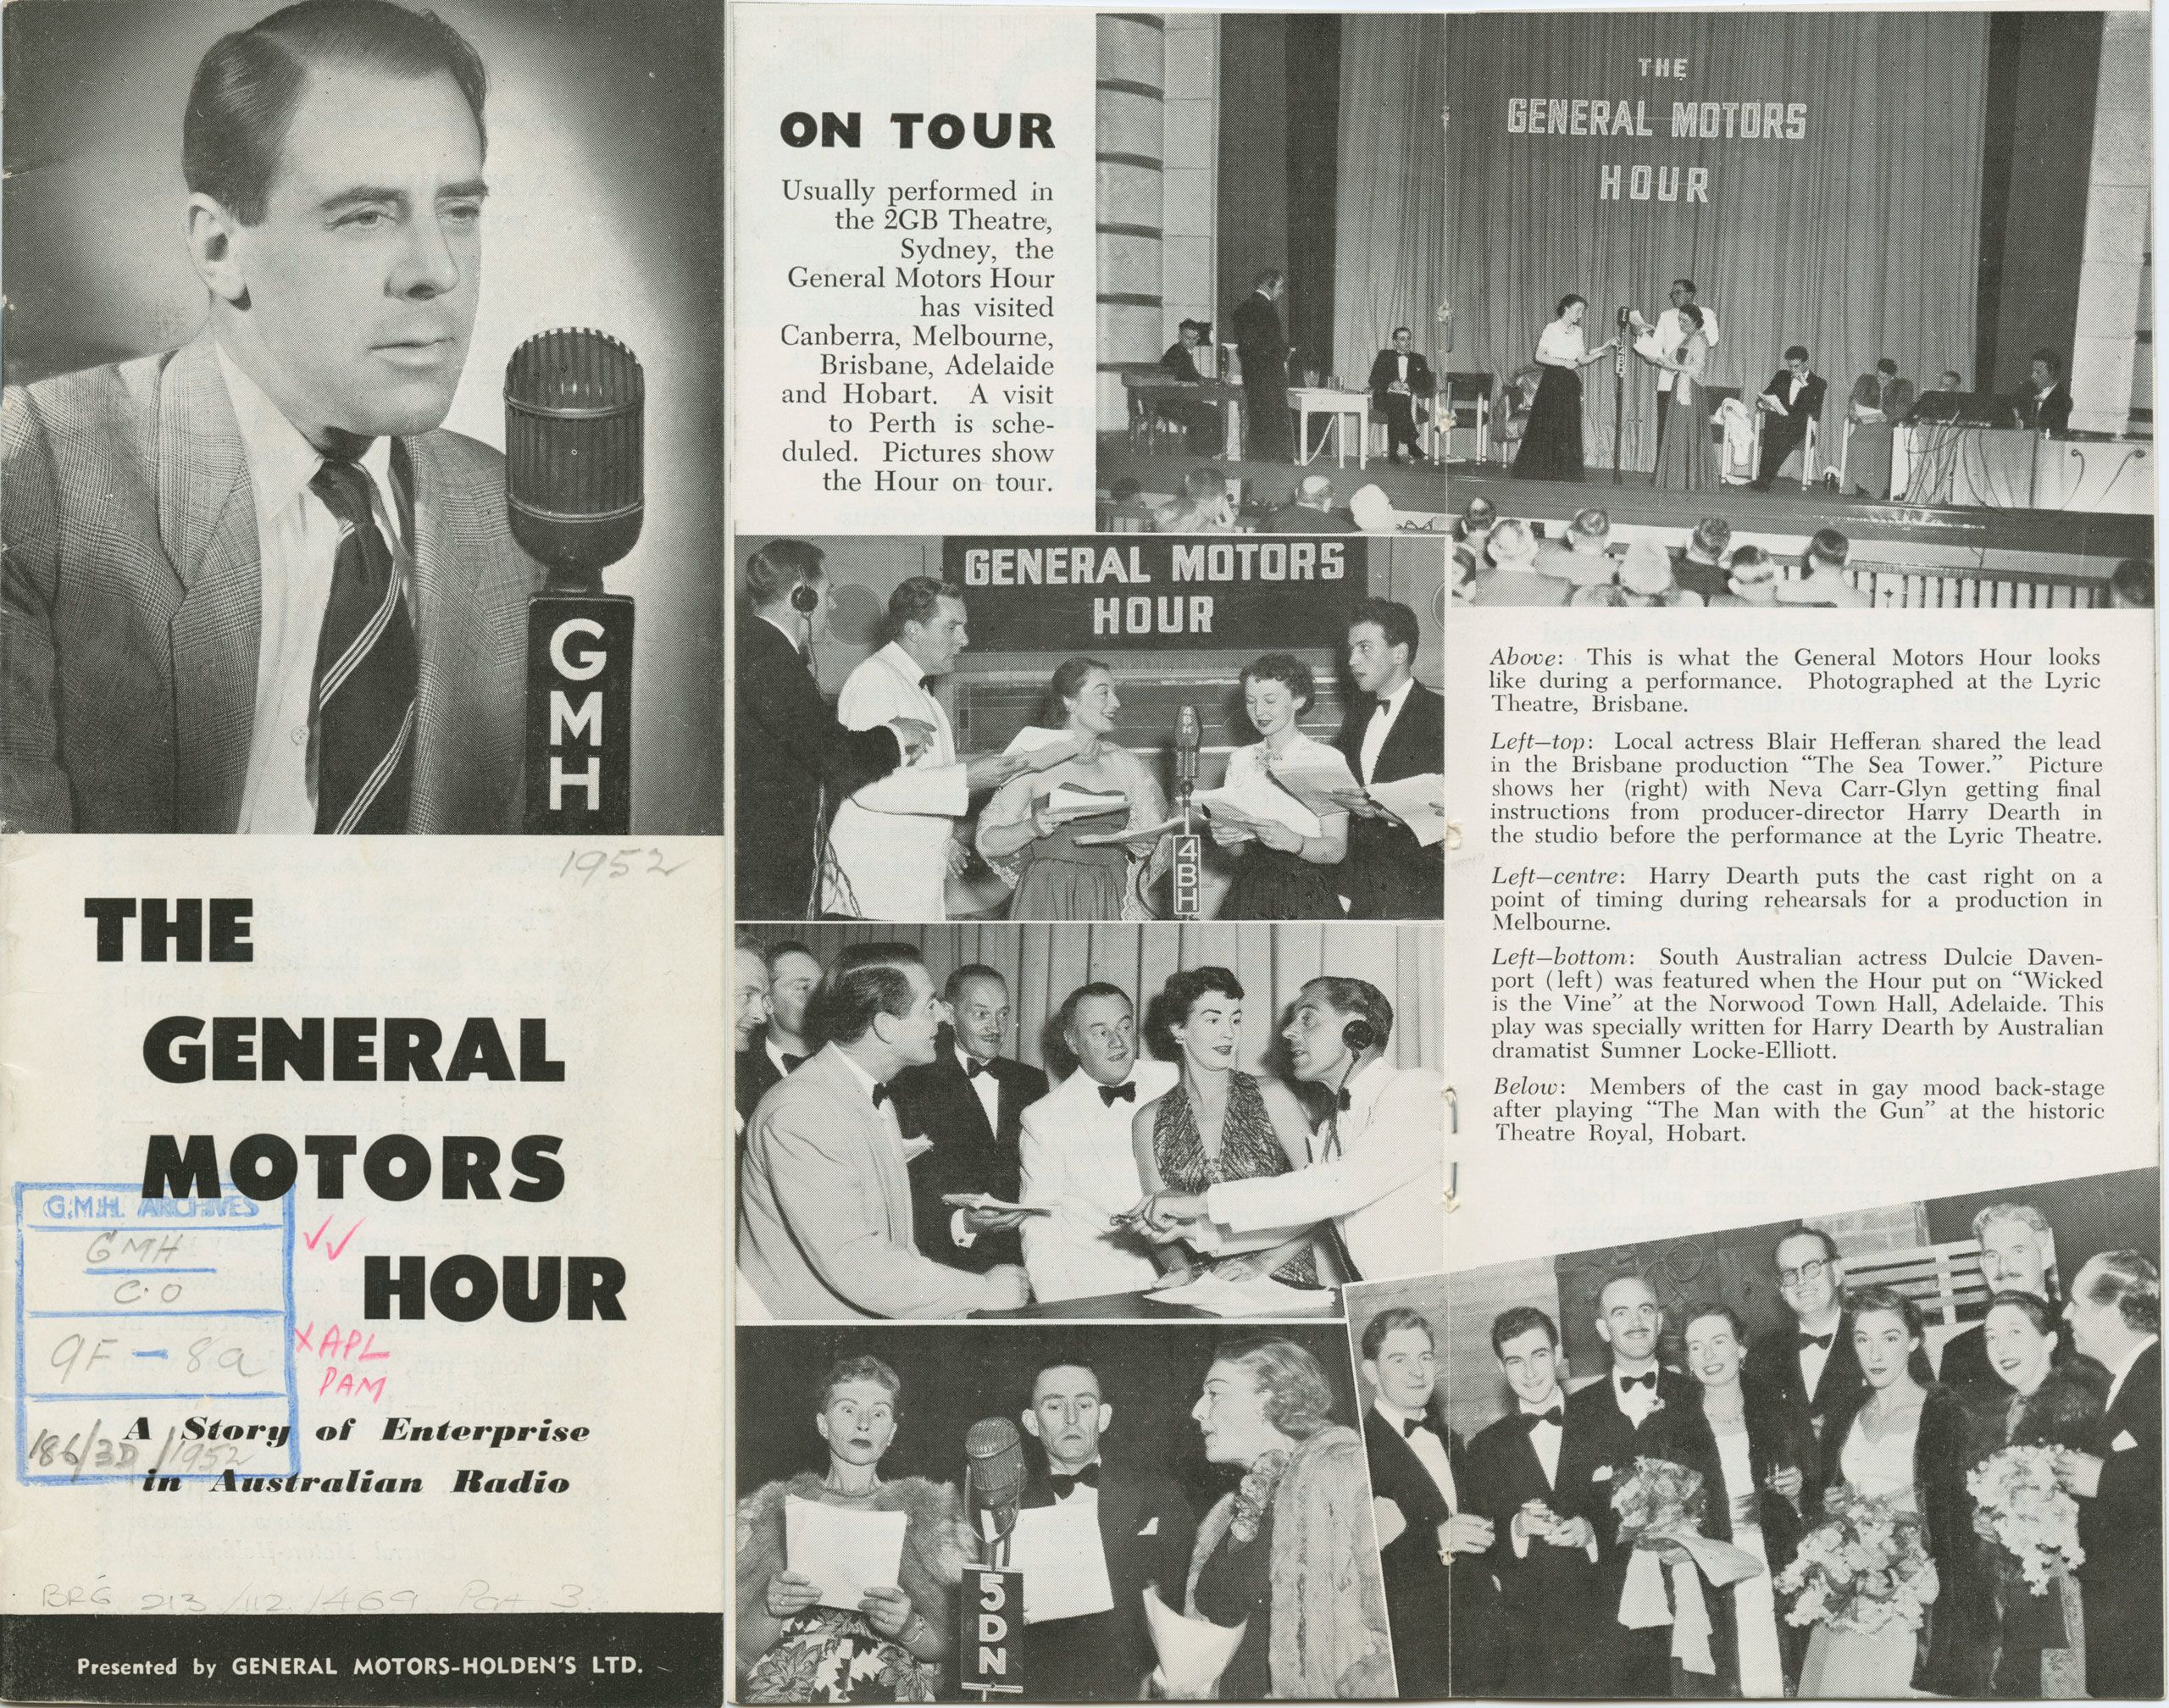 G
M
H
1952
THE
GENERAL
MOTORS
HOUR
G.M.H. ARCHIVES
GMH
C.O
9F - 8a
186/3D /1952
X APL
PAM
A Story of Enterprise
in Australian Radio
BRG 213 /112 /469 Part 3
Presented by GENERAL MOTORS-HOLDEN'S LTD.
ON TOUR
Usually performed in
the 2GB Theatre,
Sydney, the
General Motors Hour
has visited
Canberra, Melbourne,
Brisbane, Adelaide
and Hobart. A visit
to Perth is sche-
duled. Pictures show
the Hour on tour.
THE
GENERAL MOTORS
HOUR
GENERAL MOTORS
HOUR
4BH
4
B
H
5
D
N
Above: This is what the General Motors Hour looks
like during a performance. Photographed at the Lyric
Theatre, Brisbane.
Left—top: Local actress Blair Hefferan shared the lead
in the Brisbane production "The Sea Tower." Picture
shows her (right) with Neva Carr-Glyn getting final
instructions from producer-director Harry Dearth in
the studio before the performance at the Lyric Theatre.
Left—centre: Harry Dearth puts the cast right on a
point of timing during rehearsals for a production in
Melbourne.
Left—bottom: South Australian actress Dulcie Daven-
port (left) was featured when the Hour put on "Wicked
is the Vine" at the Norwood Town Hall, Adelaide. This
play was specially written for Harry Dearth by Australian
dramatist Sumner Locke-Elliott.
Below: Members of the cast in gay mood back-stage
after playing "The Man with the Gun" at the historic
Theatre Royal, Hobart.